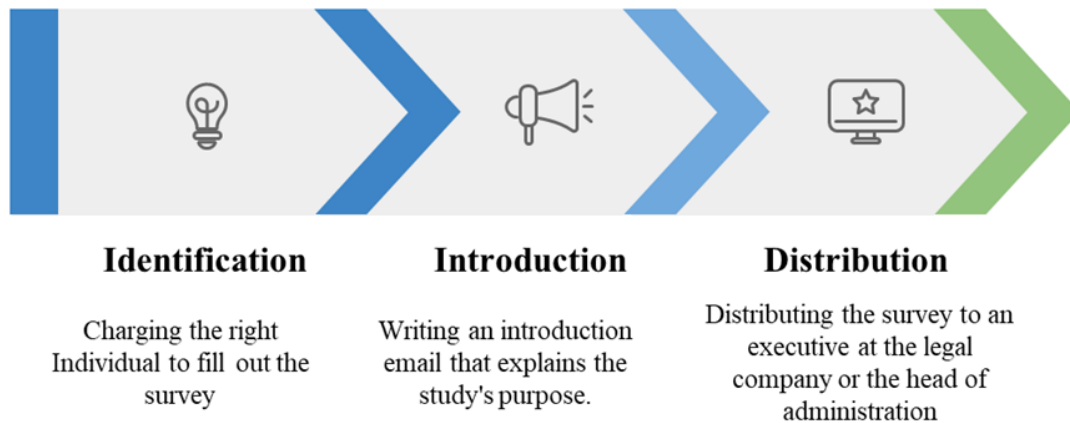 Identification
Charging the right
Individual to fill out the
survey
Introduction
Writing an introduction
email that explains the
study's purpose.
Distribution
Distributing the survey to an
executive at the legal
company or the head of
administration